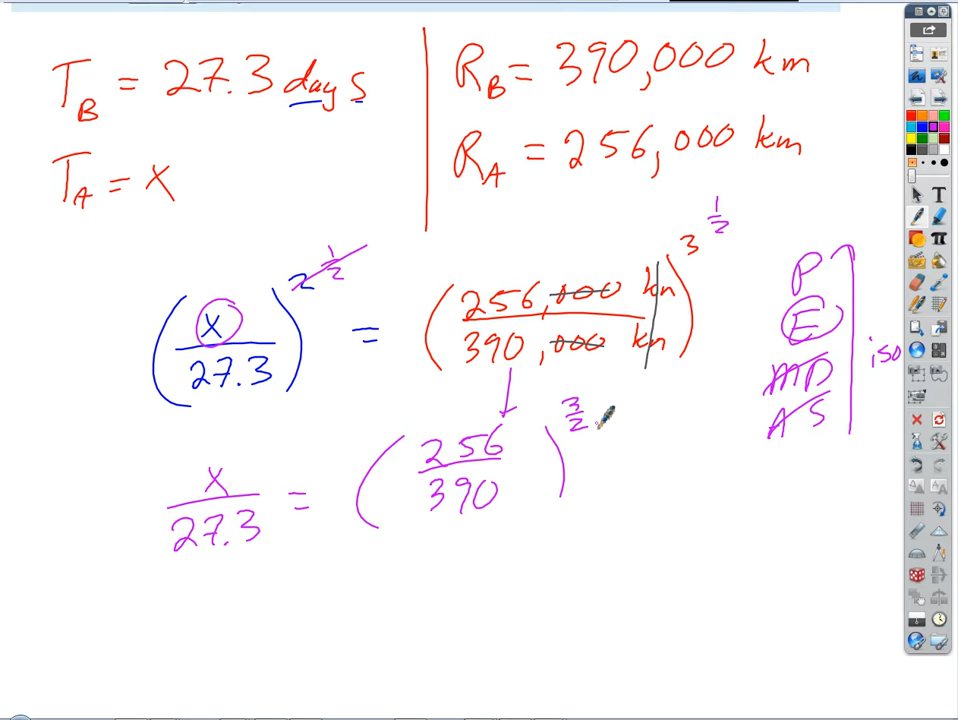 T_B = 27.3 days
T_A = x
R_B = 390,000 km
R_A = 256,000 km
(x/27.3)^2^1/2 = (256,000 km/390,000 km)^3^1/2
x/27.3 = (256/390)^3/2
P
E
MD
AS
iso